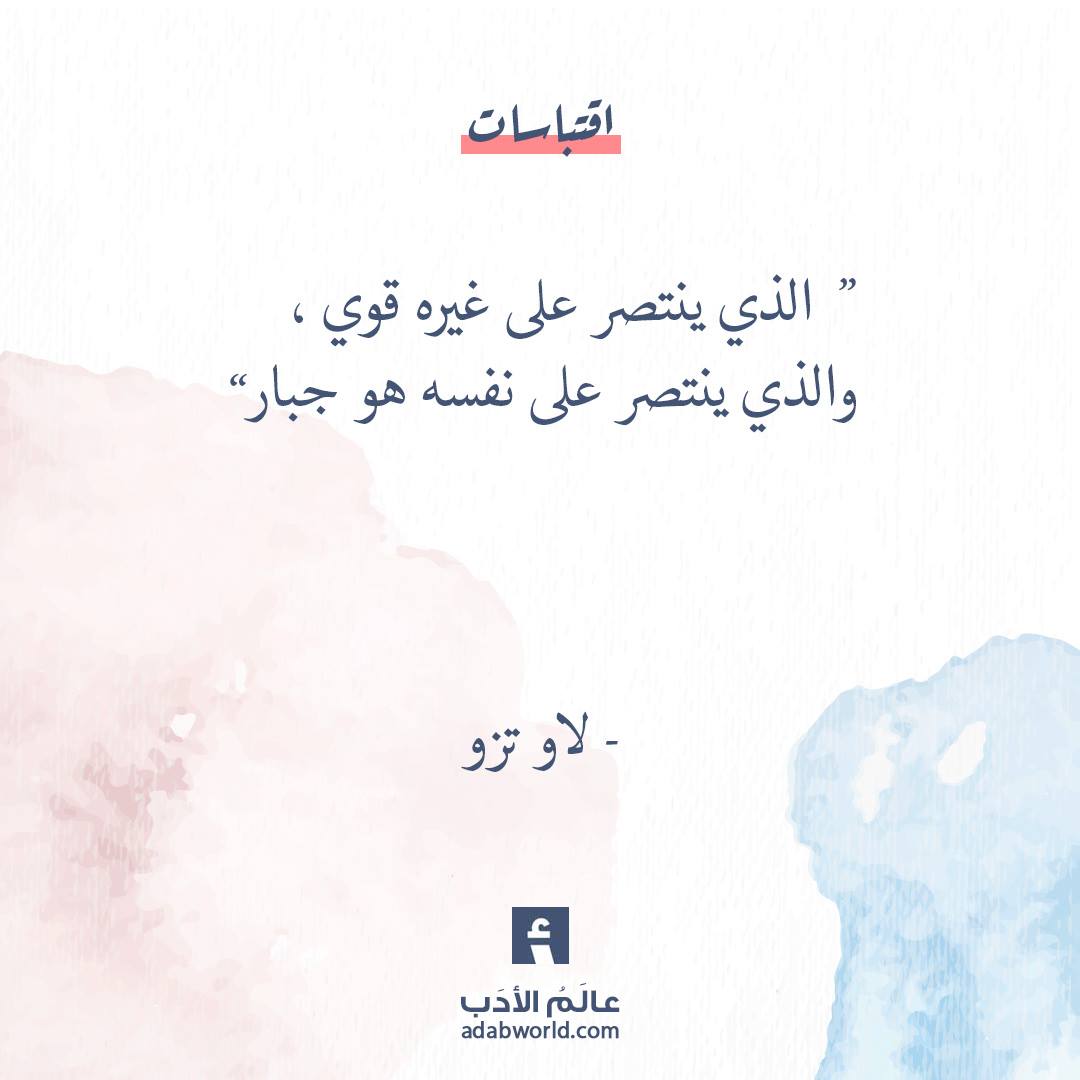 اقتباسات
” الذي ينتصر على غيره قوي ،
والذي ينتصر على نفسه هو جبار“
- لاو تزو
أ
عالَمُ الأدَب
adabworld.com